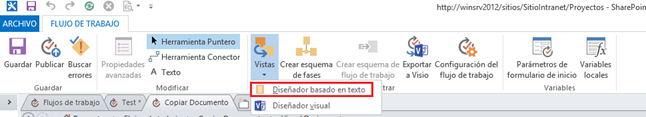 http://winsrv2012/sitios/SitioIntranet/Proyectos - SharePoin
ARCHIVO FLUJO DE TRABAJO
Guardar Publicar Buscar errores
Guardar
Propiedades avanzadas
Herramienta Puntero
Herramienta Conector
Texto
Modificar
Vistas
Crear esquema de fases
Crear esquema de flujo de trabajo
Exportar a Visio
Configuración del flujo de trabajo
Parámetros de formulario de inicio
Variables locales
Variables
Diseñador basado en texto
Diseñador visual
Flujos de trabajo Test * Copiar Documento